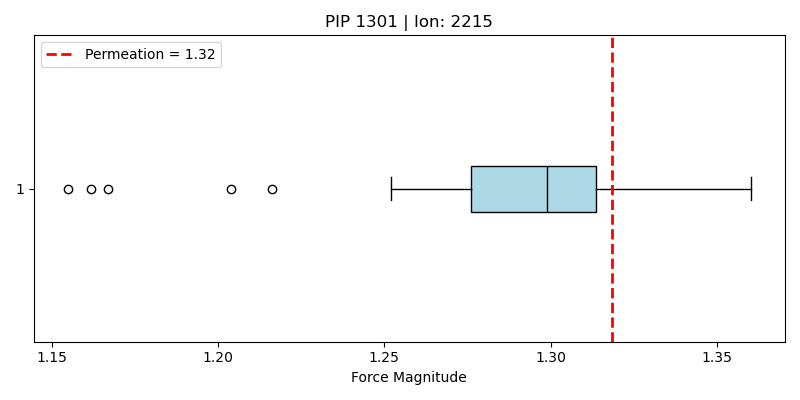 PIP 1301 | Ion: 2215
Permeation = 1.32
1
1.15 1.20 1.25 1.30 1.35
Force Magnitude